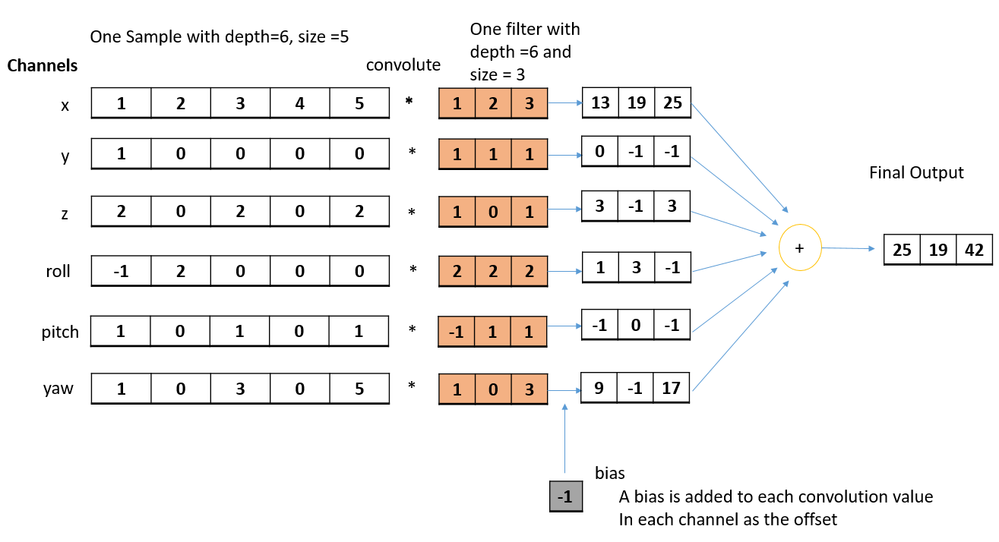 One Sample with depth=6, size =5
One filter with
depth =6 and
size = 3
Channels
convolute
x 1 2 3 4 5 * 1 2 3 13 19 25
y 1 0 0 0 0 * 1 1 1 0 -1 -1
Final Output
z 2 0 2 0 2 * 1 0 1 3 -1 3
+ 25 19 42
roll -1 2 0 0 0 * 2 2 2 1 3 -1
pitch 1 0 1 0 1 * -1 1 1 -1 0 -1
yaw 1 0 3 0 5 * 1 0 3 9 -1 17
bias
-1
A bias is added to each convolution value
In each channel as the offset